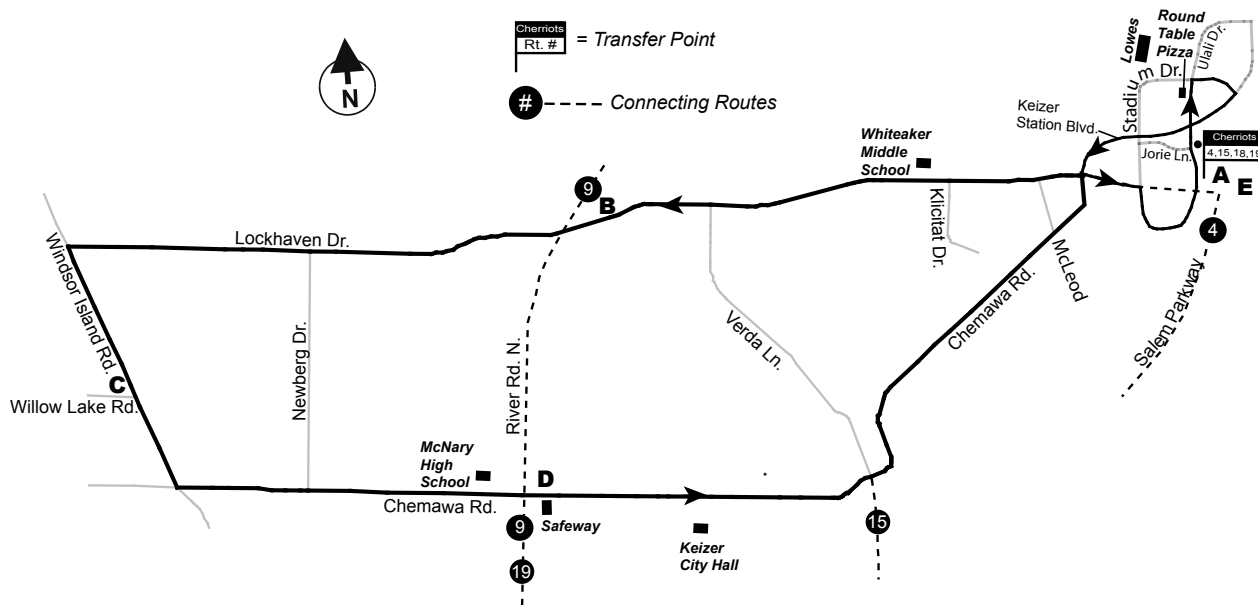 Cherriots
Rt. #
= Transfer Point
N
#
Connecting Routes
Lowes
Round
Table
Pizza
Ulali Dr.
Stadium Dr.
Keizer
Station Blvd.
Jorie Ln.
Cherriots
4,15,18,19
A
E
4
Whiteaker
Middle
School
9
B
Lockhaven Dr.
Klicitat Dr.
McLeod
Chemawa Rd.
Salem Parkway
Windsor Island Rd.
C
Willow Lake Rd.
Newberg Dr.
River Rd. N.
Verda Ln.
McNary
High
School
D
Chemawa Rd.
Safeway
9
19
Keizer
City Hall
15